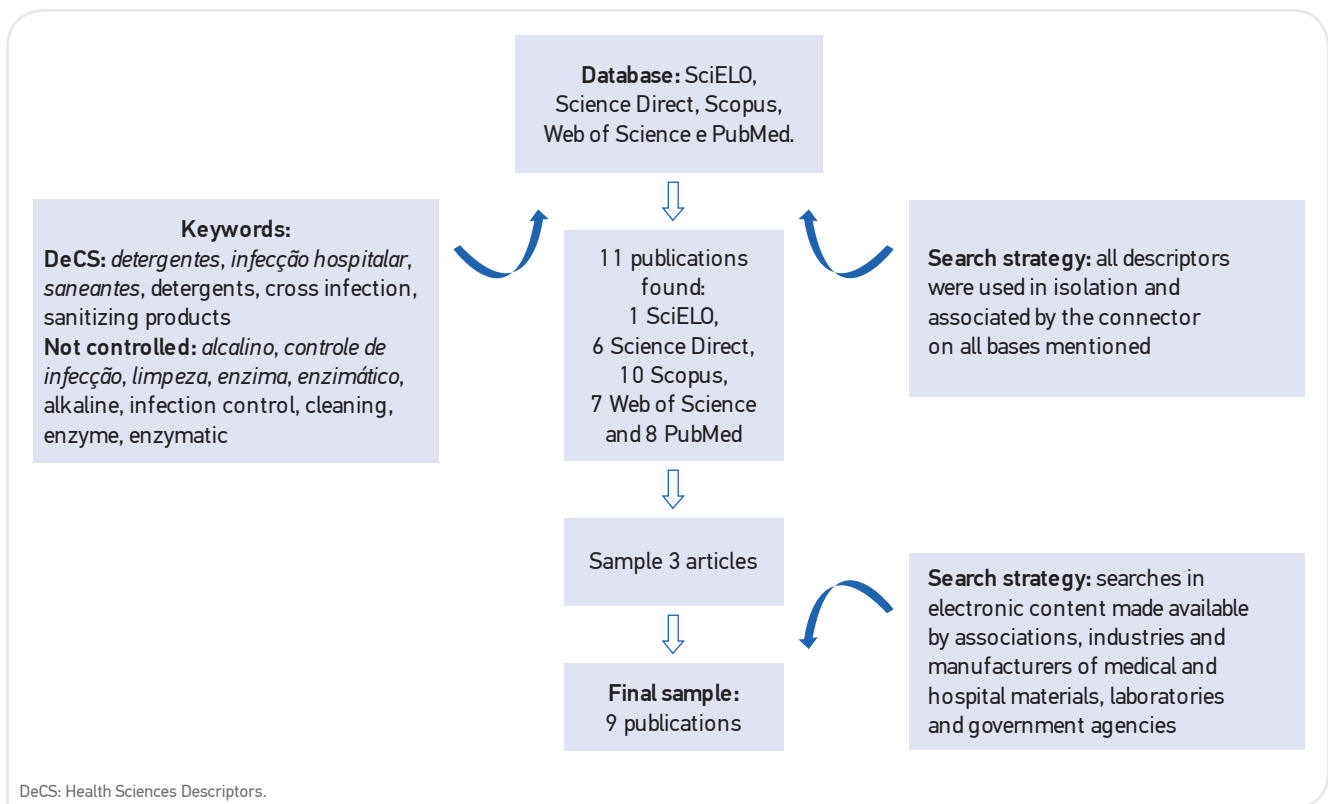 Database: SciELO,
Science Direct, Scopus,
Web of Science e PubMed.
Keywords:
DeCS: detergentes, infecção hospitalar,
saneantes, detergents, cross infection,
sanitizing products
Not controlled: alcalino, controle de
infecção, limpeza, enzima, enzimático,
alkaline, infection control, cleaning,
enzyme, enzymatic
11 publications
found:
1 SciELO,
6 Science Direct,
10 Scopus,
7 Web of Science
and 8 PubMed
Search strategy: all descriptors
were used in isolation and
associated by the connector
on all bases mentioned
Sample 3 articles
Search strategy: searches in
electronic content made available
by associations, industries and
manufacturers of medical and
hospital materials, laboratories
and government agencies
Final sample:
9 publications
DeCS: Health Sciences Descriptors.